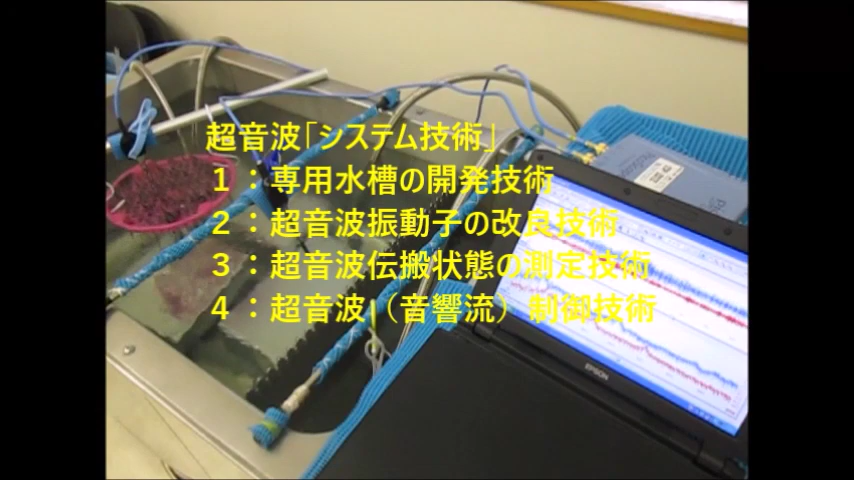 超音波「システム技術」
１：専用水槽の開発技術
２：超音波振動子の改良技術
３：超音波伝搬状態の測定技術
４：超音波（音響流）制御技術
EPSON